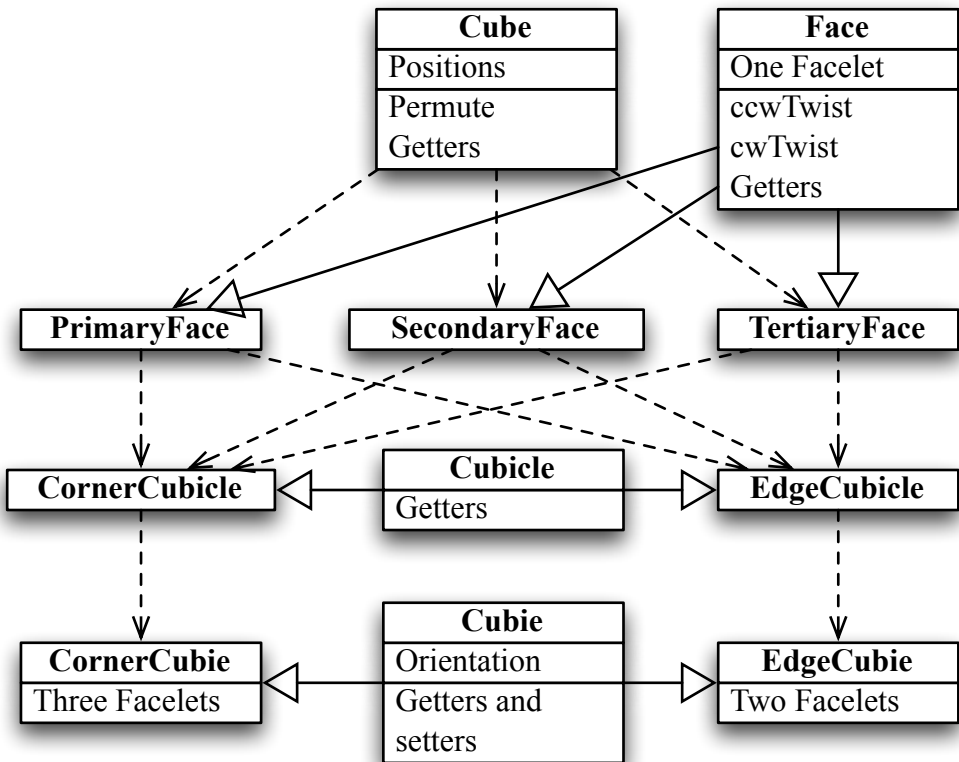 Cube
Positions
Permute
Getters
Face
One Facelet
ccwTwist
cwTwist
Getters
PrimaryFace
SecondaryFace
TertiaryFace
CornerCubicle
Cubicle
Getters
EdgeCubicle
CornerCubie
Three Facelets
Cubie
Orientation
Getters and
setters
EdgeCubie
Two Facelets